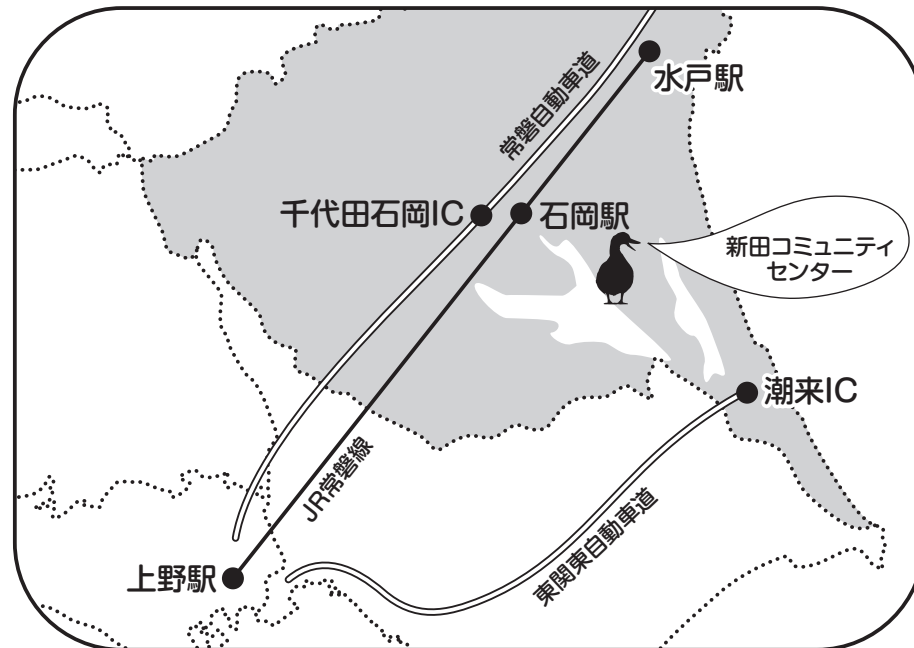 水戸駅
常磐自動車道
千代田石岡IC
石岡駅
新田コミュニティ
センター
潮来IC
JR常磐線
東関東自動車道
上野駅